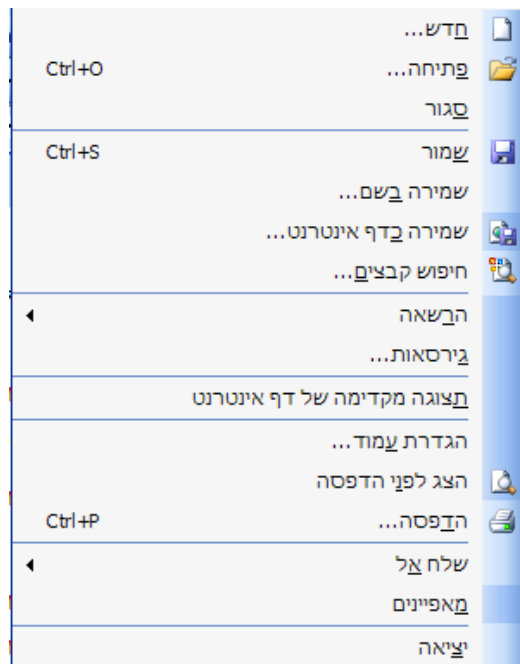 חדש...
פתיחה... Ctrl+O
סגור
שמור Ctrl+S
שמירה בשם...
שמירה כדף אינטרנט...
חיפוש קבצים...
הרשאה
גירסאות...
תצוגה מקדימה של דף אינטרנט
הגדרת עמוד...
הצג לפני הדפסה
הדפסה... Ctrl+P
שלח אל
מאפיינים
יציאה